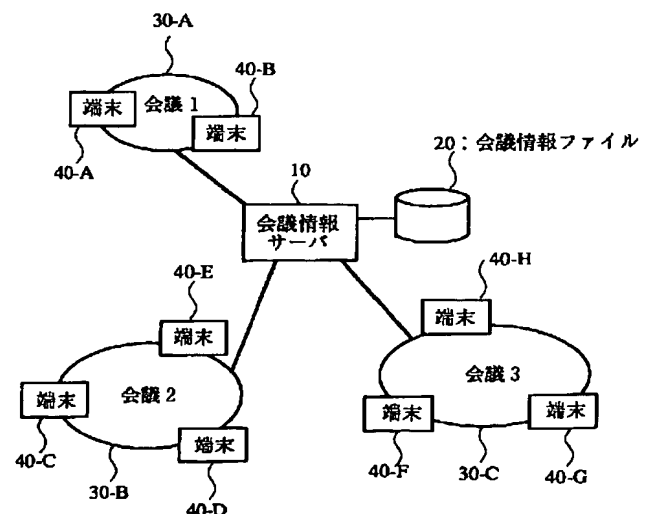 30-A
40-B
端末
会議 1
端末
40-A
20：会議情報ファイル
10
会議情報
サーバ
40-E
40-H
端末
端末
会議 2
会議 3
端末
端末
端末
端末
40-C
30-B
40-D
40-F
30-C
40-G